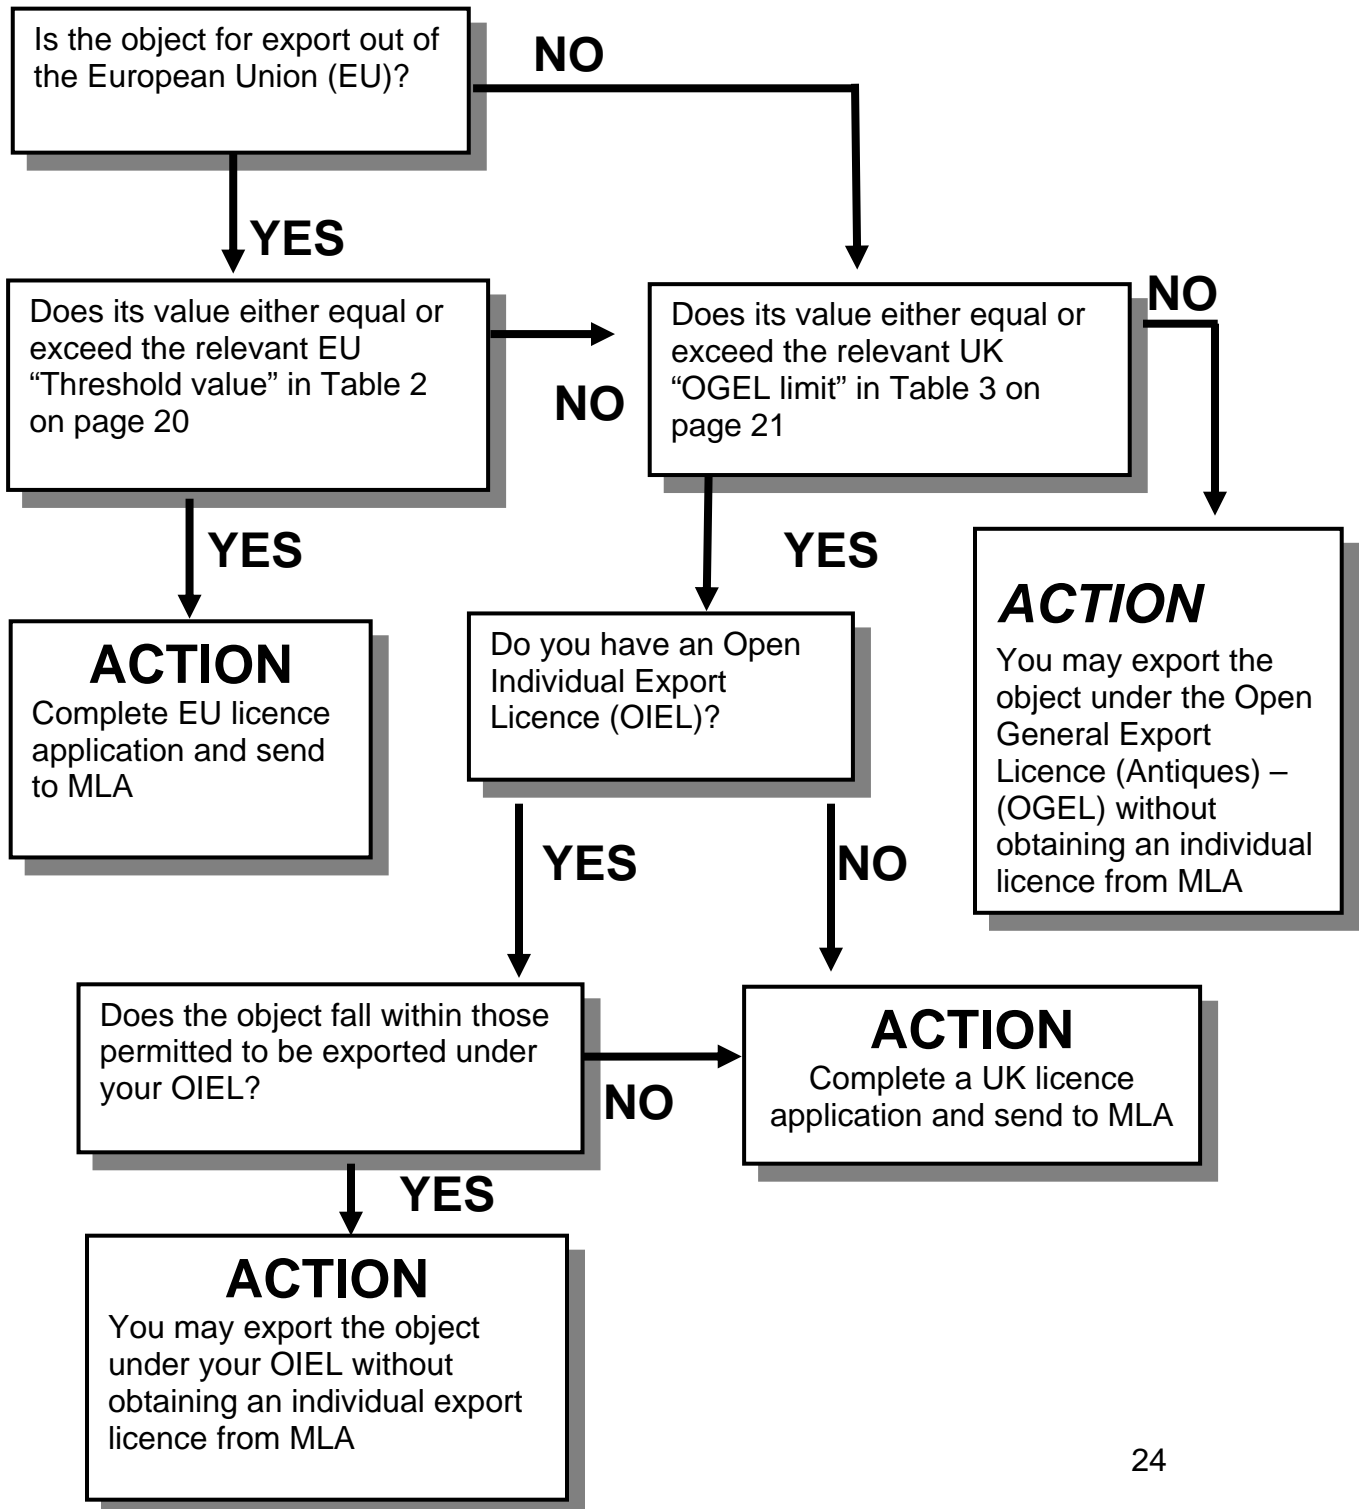 Is the object for export out of
the European Union (EU)?
NO
YES
Does its value either equal or
exceed the relevant EU
“Threshold value” in Table 2
on page 20
NO
Does its value either equal or
exceed the relevant UK
“OGEL limit” in Table 3 on
page 21
NO
YES
ACTION
Complete EU licence
application and send
to MLA
YES
Do you have an Open
Individual Export
Licence (OIEL)?
ACTION
You may export the
object under the Open
General Export
Licence (Antiques) –
(OGEL) without
obtaining an individual
licence from MLA
YES
NO
Does the object fall within those
permitted to be exported under
your OIEL?
NO
ACTION
Complete a UK licence
application and send to MLA
YES
ACTION
You may export the object
under your OIEL without
obtaining an individual export
licence from MLA
24